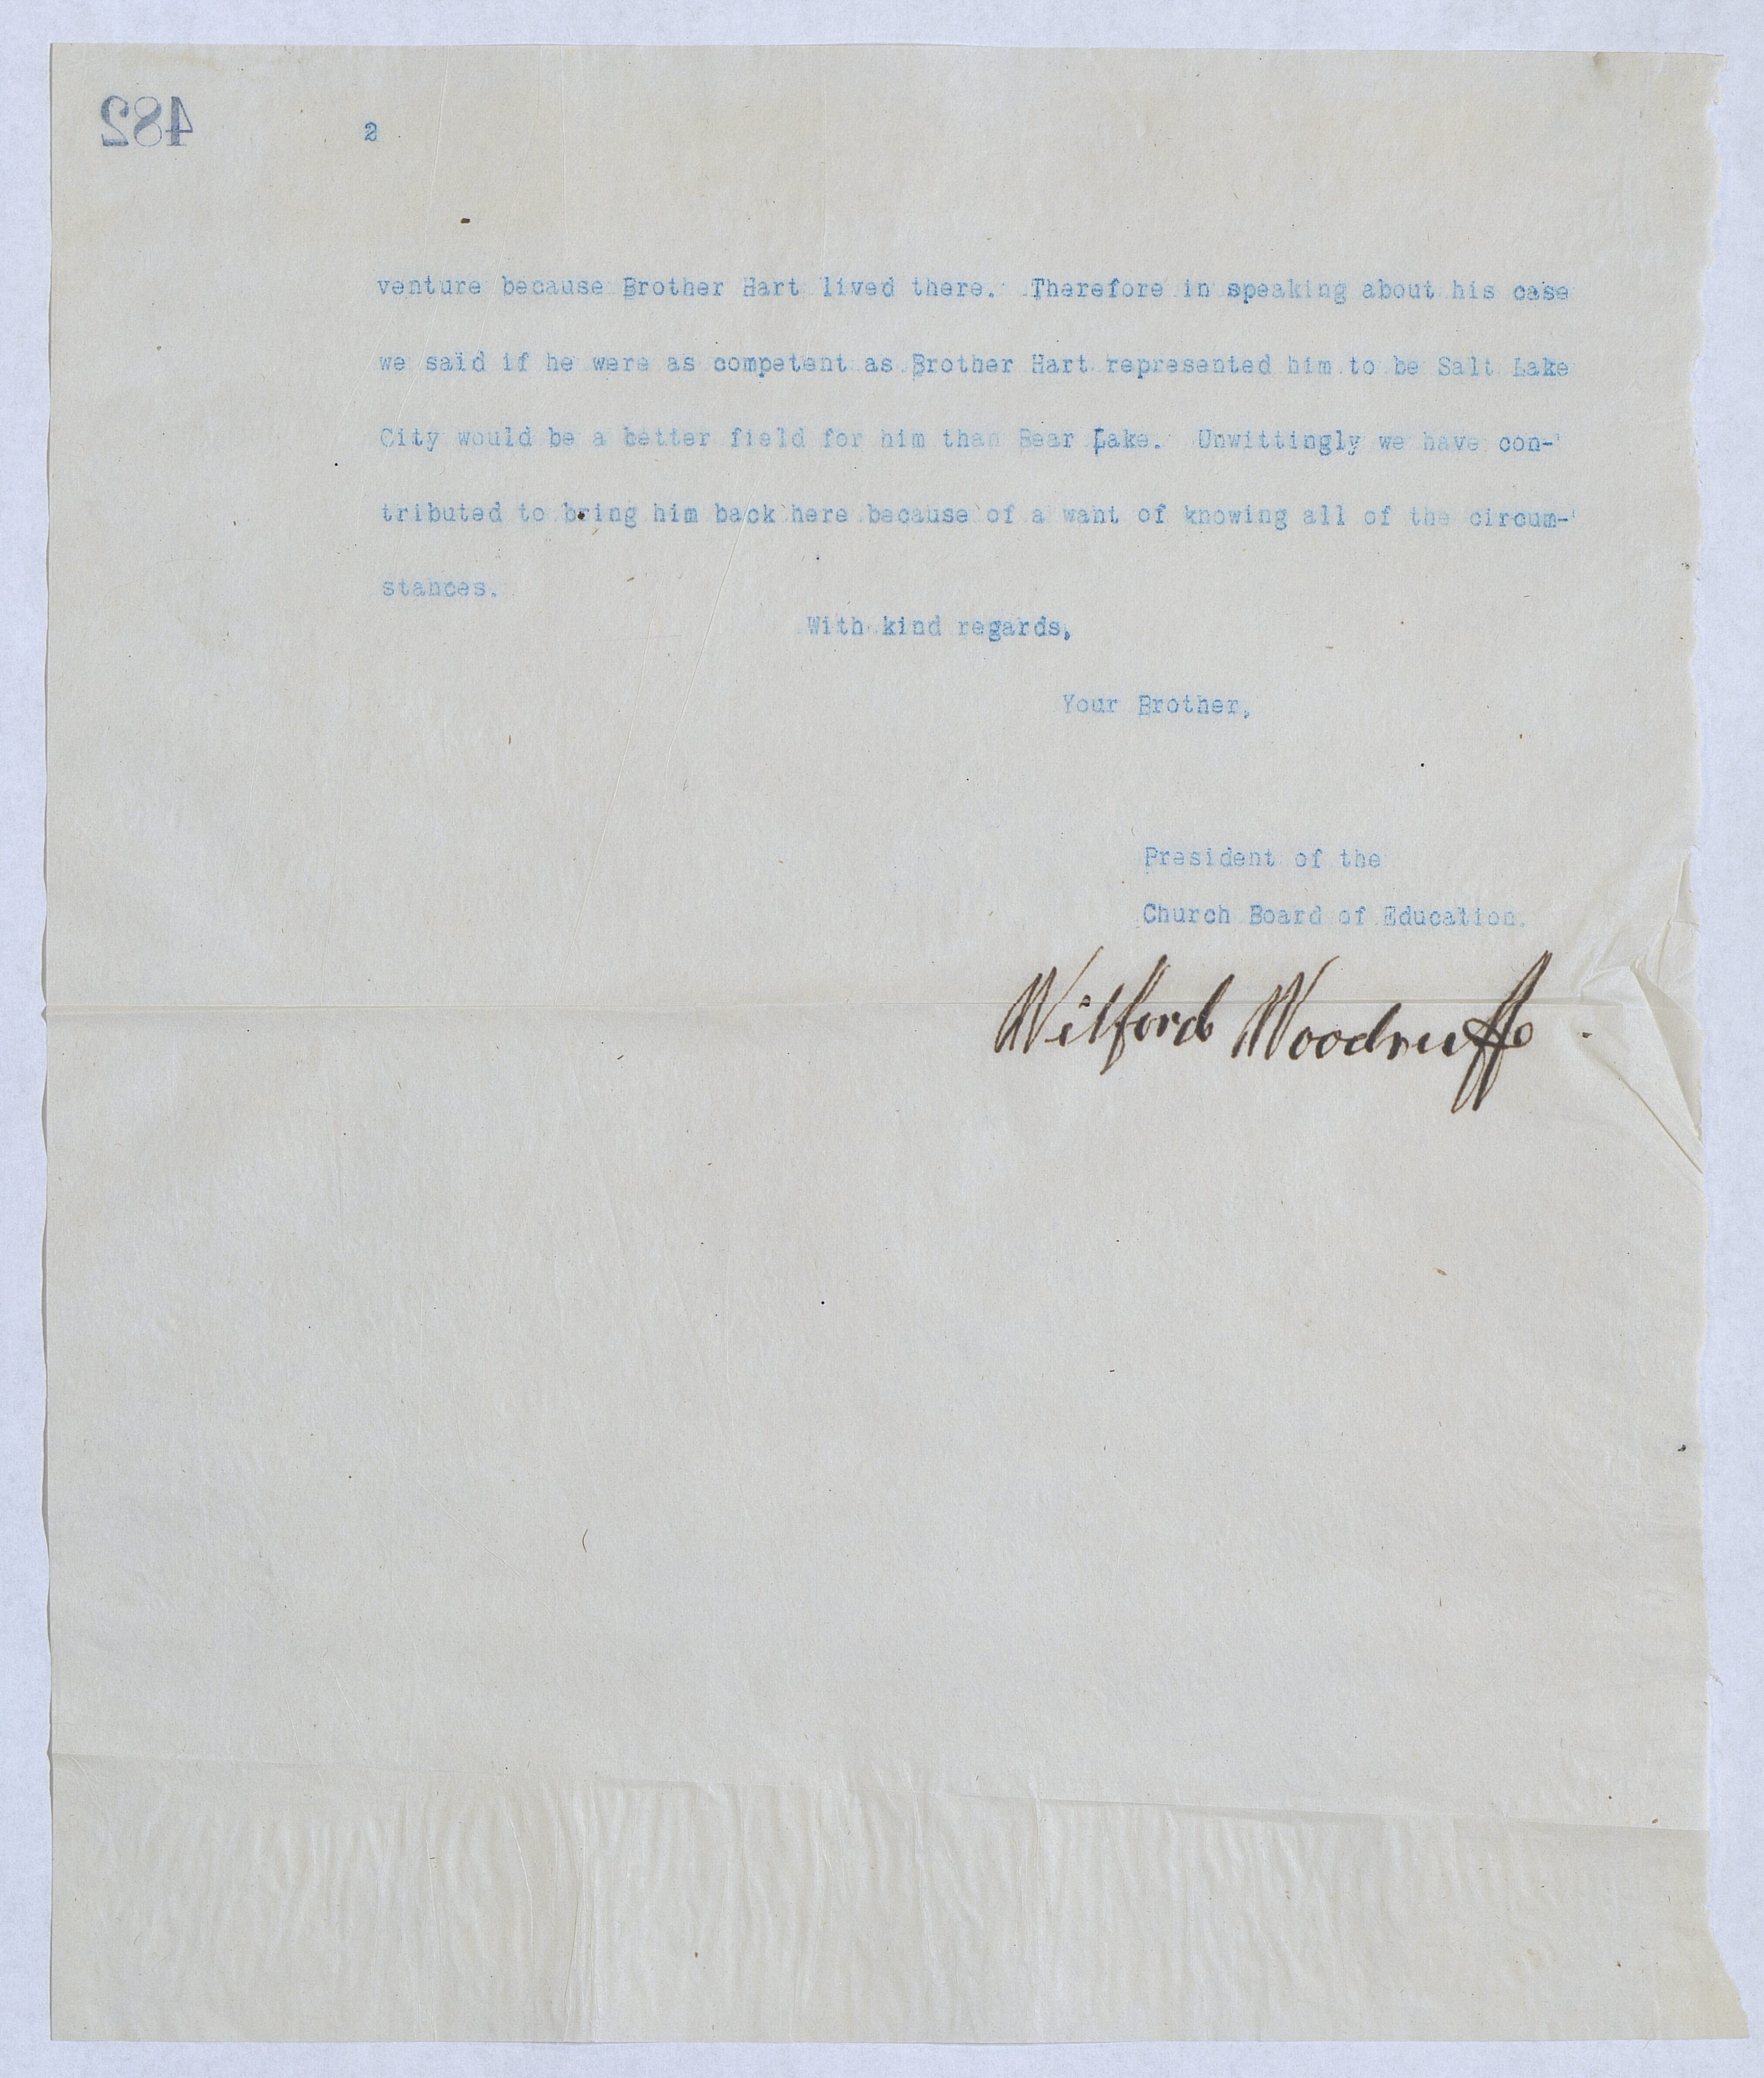 482
2
venture because Brother Hart lived there. Therefore in speaking about his case
we said if he were as competent as Brother Hart represented him to be Salt Lake
City would be a better field for him than Bear Lake. Unwittingly we have con-
tributed to bring him back here because of a want of knowing all of the circum-
stances.
With kind regards,
Your Brother,
President of the
Church Board of Education.
Wilford Woodruff